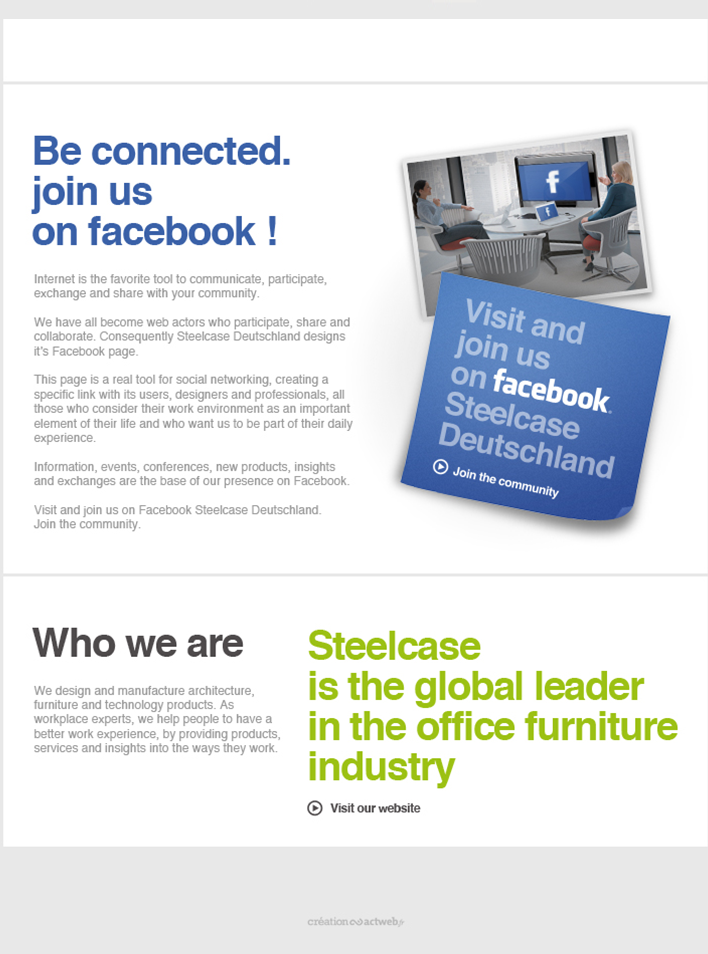 Be connected.
join us
on facebook !
Internet is the favorite tool to communicate, participate,
exchange and share with your community.
We have all become web actors who participate, share and
collaborate. Consequently Steelcase Deutschland designs
it's Facebook page.
This page is a real tool for social networking, creating a
specific link with its users, designers and professionals, all
those who consider their work environment as an important
element of their life and who want us to be part of their daily
experience.
Information, events, conferences, new products, insights
and exchanges are the base of our presence on Facebook.
Visit and join us on Facebook Steelcase Deutschland.
Join the community.
f
f
Visit and
join us
on facebook.
Steelcase
Deutschland
Join the community
Who we are
We design and manufacture architecture,
furniture and technology products. As
workplace experts, we help people to have a
better work experience, by providing products,
services and insights into the ways they work.
Steelcase
is the global leader
in the office furniture
industry
Visit our website
création actweb.fr